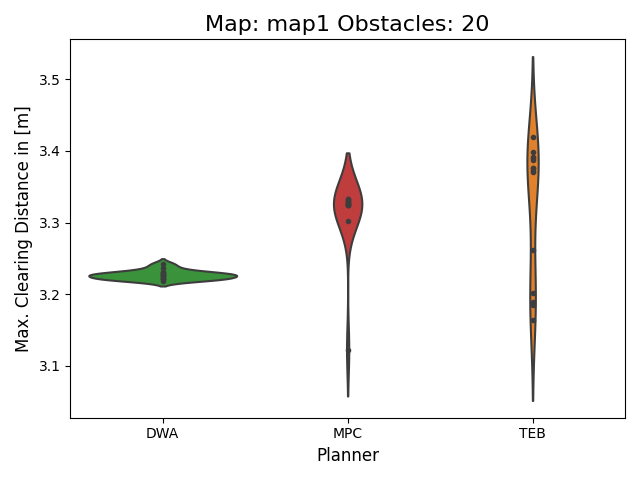 Map: map1 Obstacles: 20
Max. Clearing Distance in [m]
3.5
3.4
3.3
3.2
3.1
DWA
MPC
TEB
Planner